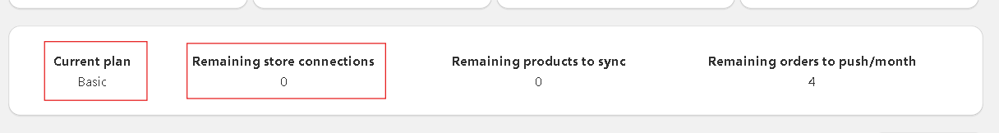 Current plan
Basic
Remaining store connections
0
Remaining products to sync
0
Remaining orders to push/month
4